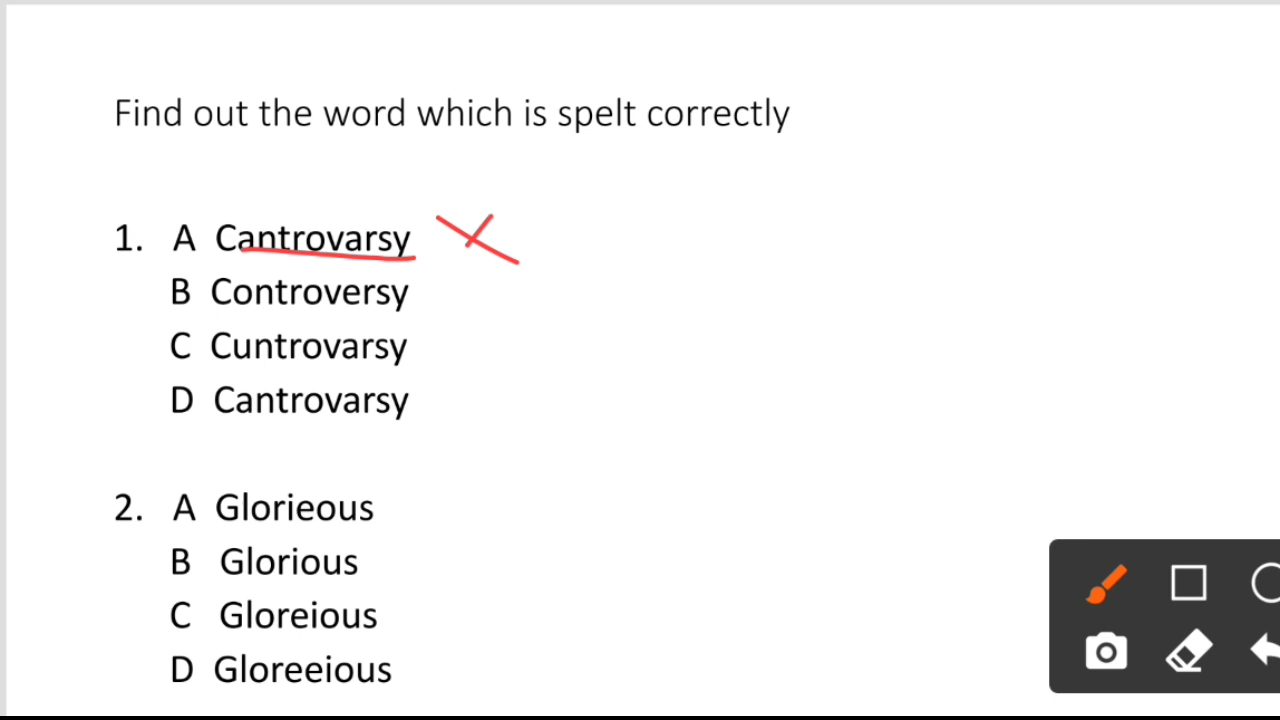 Find out the word which is spelt correctly
1. A Cantrovarsy
B Controversy
C Cuntrovarsy
D Cantrovarsy
2. A Glorieous
B Glorious
C Gloreious
D Gloreeious